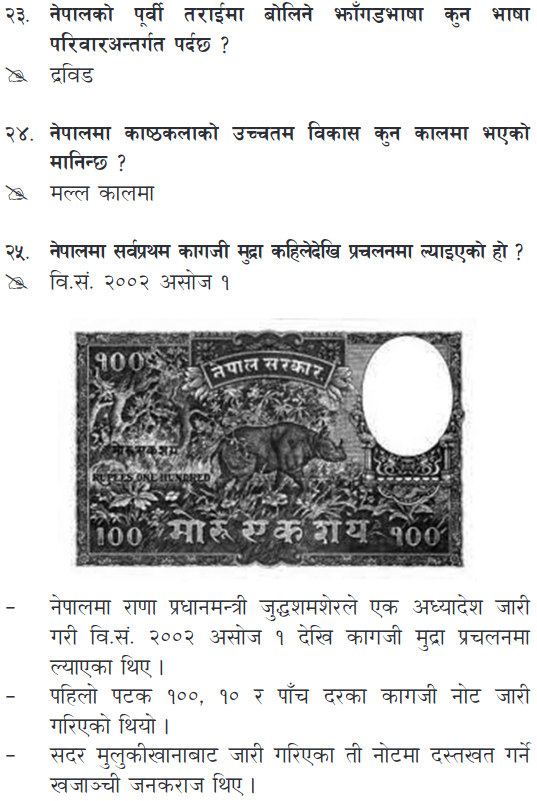 २३. नेपालको पूर्वी तराईमा बोलिने झाँगडभाषा कुन भाषा
परिवारअन्तर्गत पर्दछ ?
द्रविड
२४. नेपालमा काष्ठकलाको उच्चतम विकास कुन कालमा भएको
मानिन्छ ?
मल्ल कालमा
२५. नेपालमा सर्वप्रथम कागजी मुद्रा कहिलेदेखि प्रचलनमा ल्याइएको हो ?
वि.सं. २००२ असोज १
१००
नेपाल सरकार
मोरू एक शय
RUPEES ONE HUNDRED
100 मोरू एक शय १००
– नेपालमा राणा प्रधानमन्त्री जुद्धशमशेरले एक अध्यादेश जारी
गरी वि.सं. २००२ असोज १ देखि कागजी मुद्रा प्रचलनमा
ल्याएका थिए ।
– पहिलो पटक १००, १० र पाँच दरका कागजी नोट जारी
गरिएको थियो ।
– सदर मुलुकीखानाबाट जारी गरिएका ती नोटमा दस्तखत गर्ने
खजाञ्ची जनकराज थिए ।